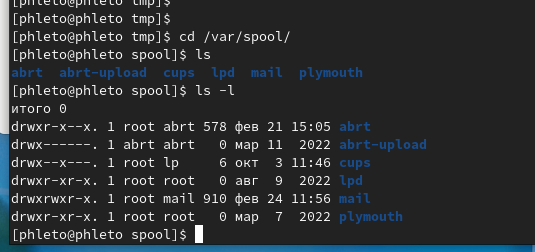 [phleto@phleto tmp]$
[phleto@phleto tmp]$
[phleto@phleto tmp]$ cd /var/spool/
[phleto@phleto spool]$ ls
abrt abrt-upload cups lpd mail plymouth
[phleto@phleto spool]$ ls -l
итого 0
drwxr-x--x. 1 root abrt 578 фев 21 15:05 abrt
drwx------. 1 abrt abrt 0 мар 11 2022 abrt-upload
drwx--x---. 1 root lp 6 окт 3 11:46 cups
drwxr-xr-x. 1 root root 0 авг 9 2022 lpd
drwxrwxr-x. 1 root mail 910 фев 24 11:56 mail
drwxr-xr-x. 1 root root 0 мар 7 2022 plymouth
[phleto@phleto spool]$